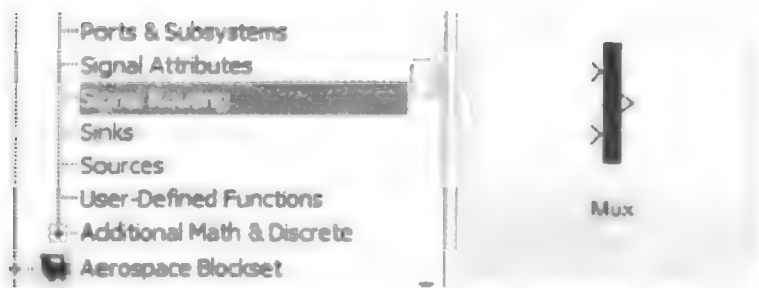 Ports & Subsystems
Signal Attributes
Sinks
Sources
User-Defined Functions
Additional Math & Discrete
Aerospace Blockset
Mux